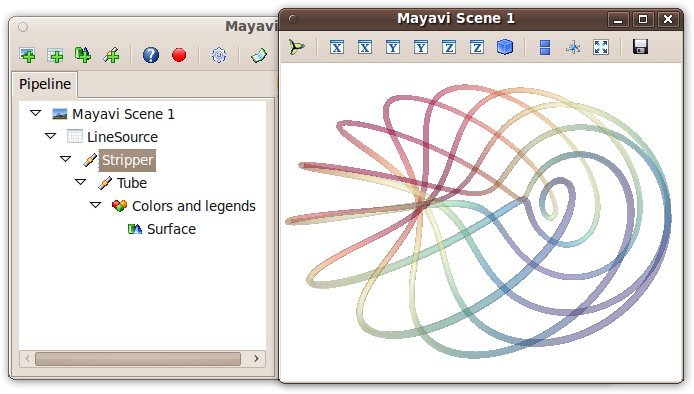 Mayavi
Mayavi Scene 1
X X Y Y Z Z
Pipeline
Mayavi Scene 1
LineSource
Stripper
Tube
Colors and legends
Surface